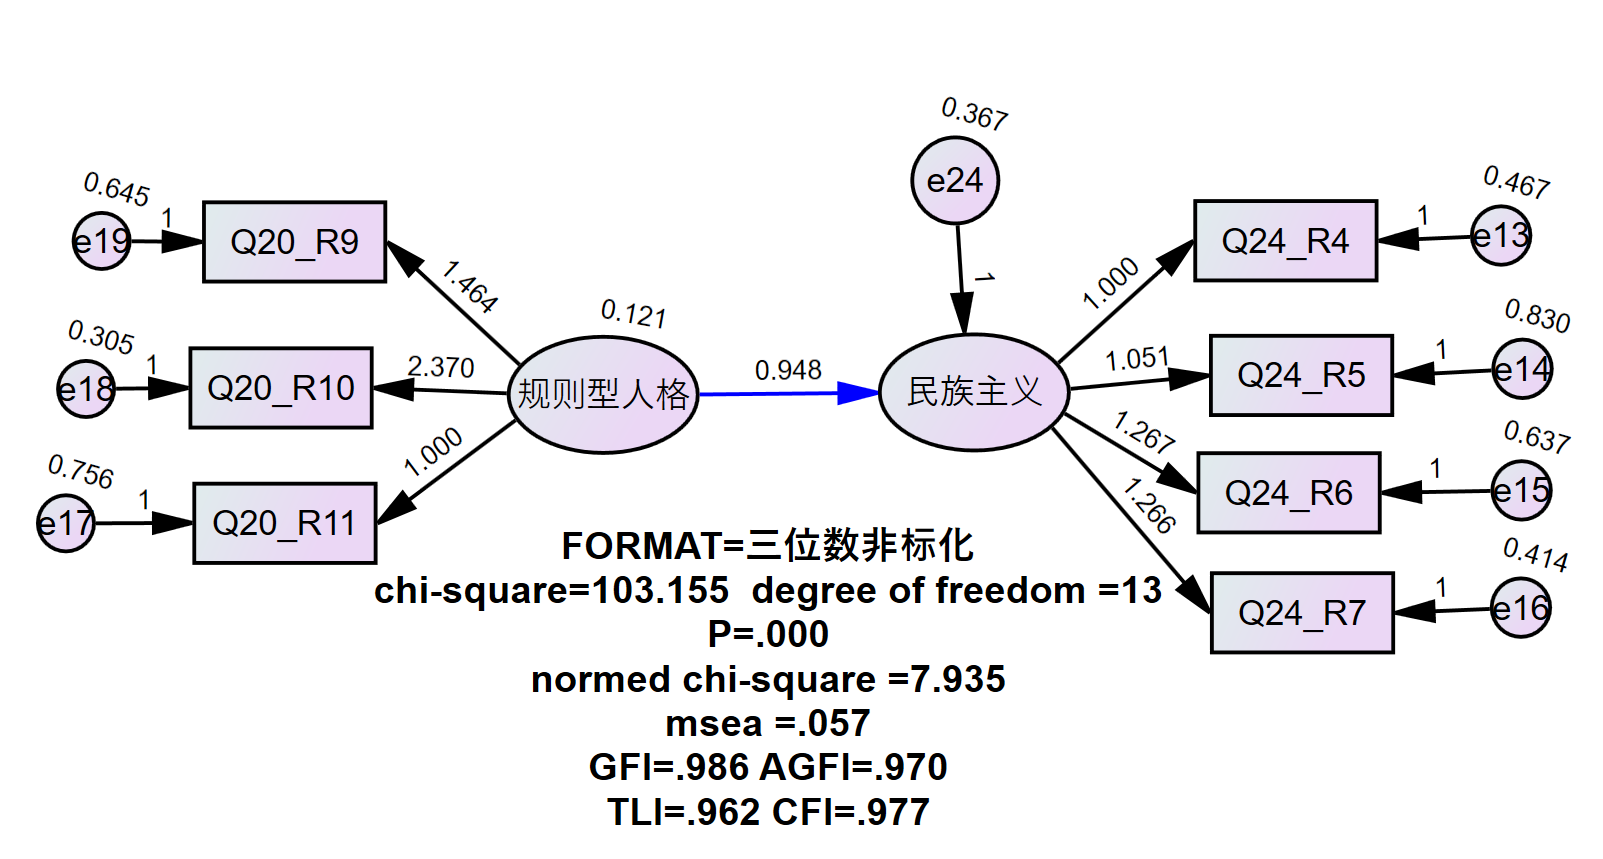 0.367
e24
1
0.645
e19
1
Q20_R9
1.464
0.305
e18
1
Q20_R10
2.370
0.756
e17
1
Q20_R11
1.000
0.121
规则型人格
0.948
民族主义
1.000
Q24_R4
1
0.467
e13
1.051
Q24_R5
1
0.830
e14
1.267
Q24_R6
1
0.637
e15
1.266
Q24_R7
1
0.414
e16
FORMAT=三位数非标化
chi-square=103.155 degree of freedom =13
P=.000
normed chi-square =7.935
msea =.057
GFI=.986 AGFI=.970
TLI=.962 CFI=.977